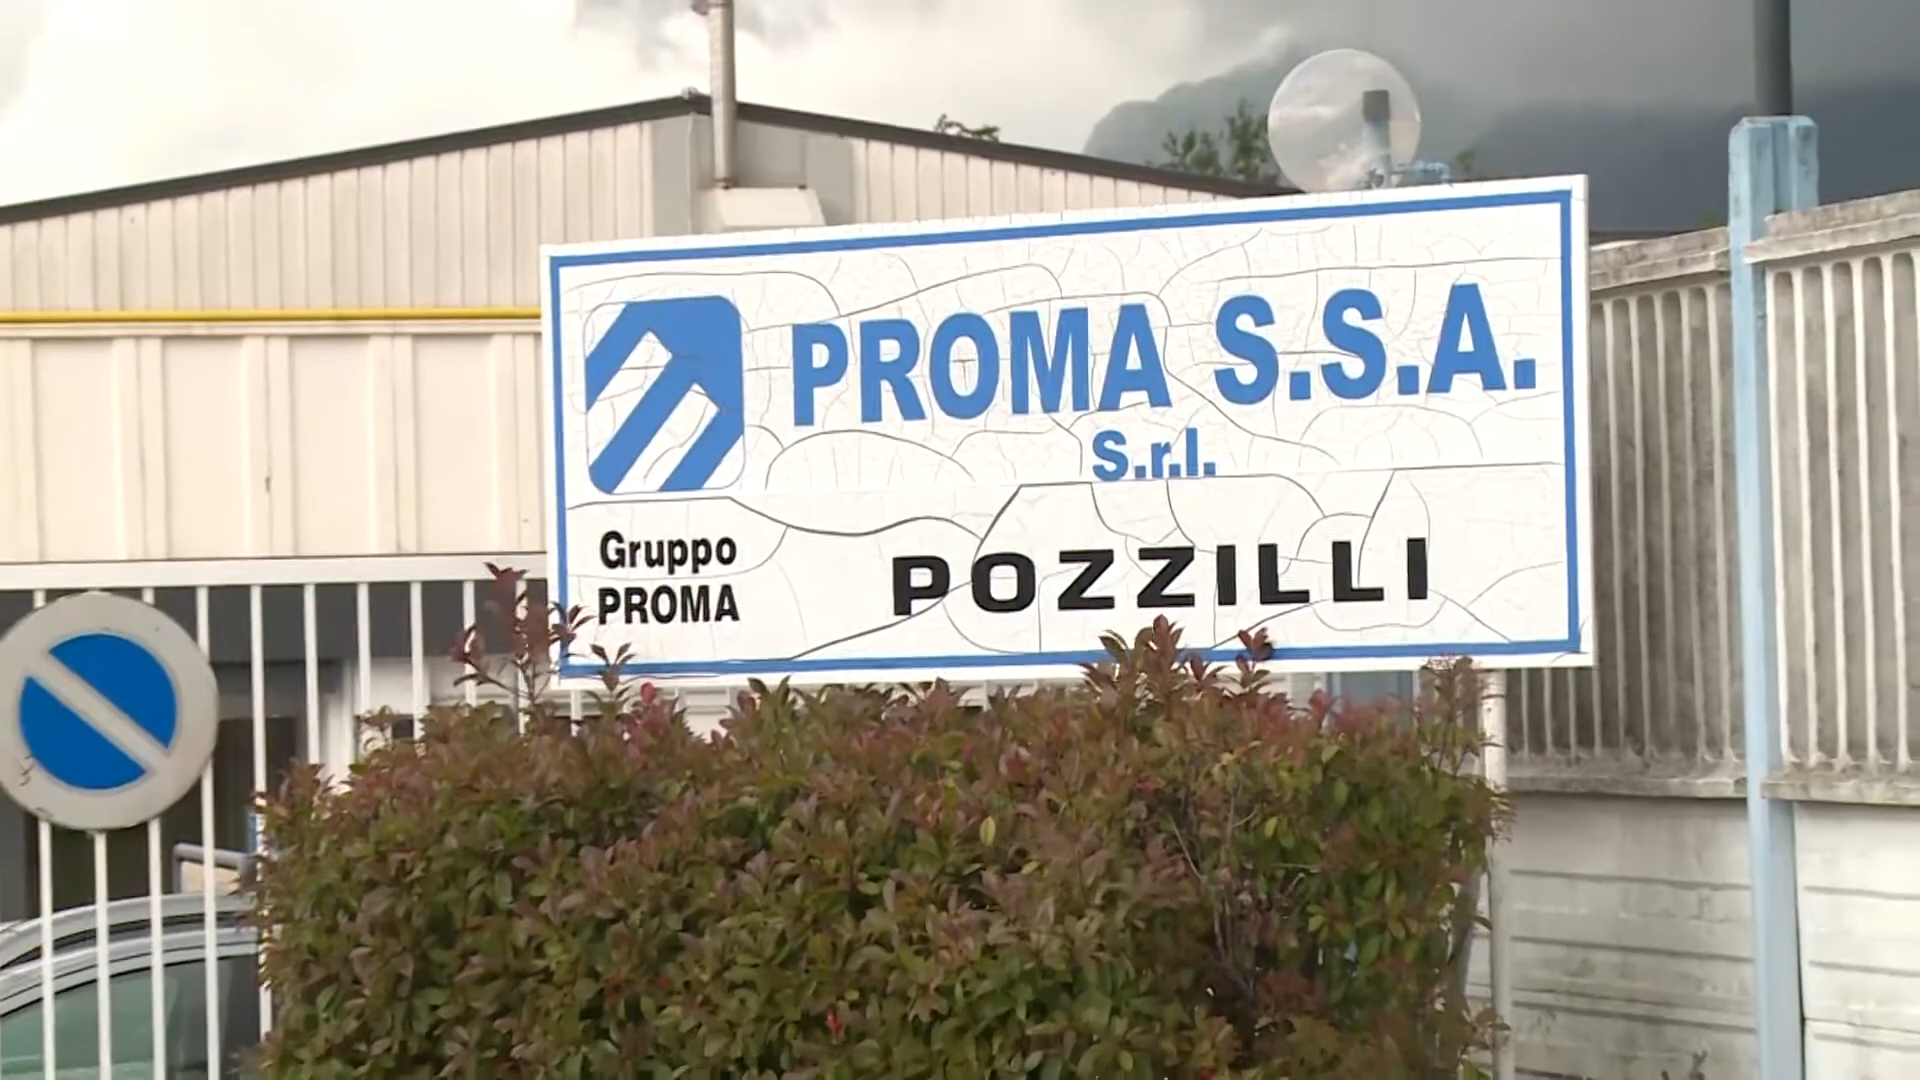 PROMA S.S.A.
S.r.l.
Gruppo
PROMA
POZZILLI